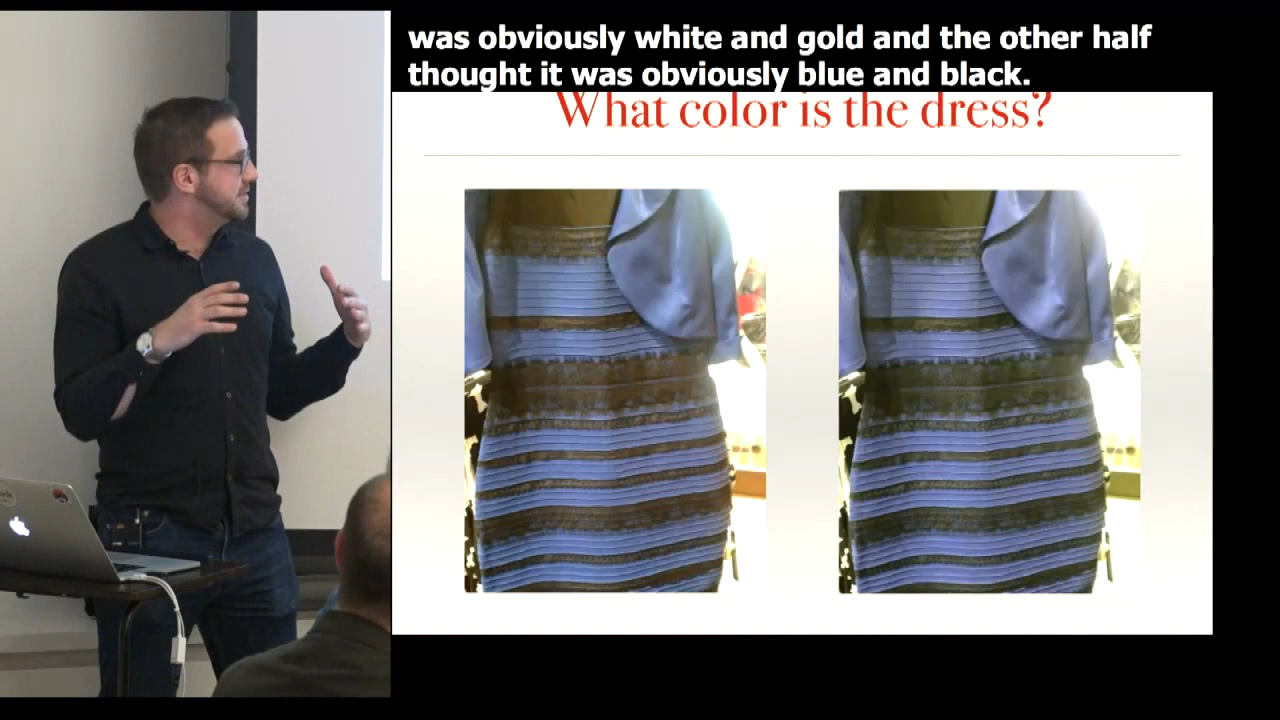 was obviously white and gold and the other half
thought it was obviously blue and black.
What color is the dress?